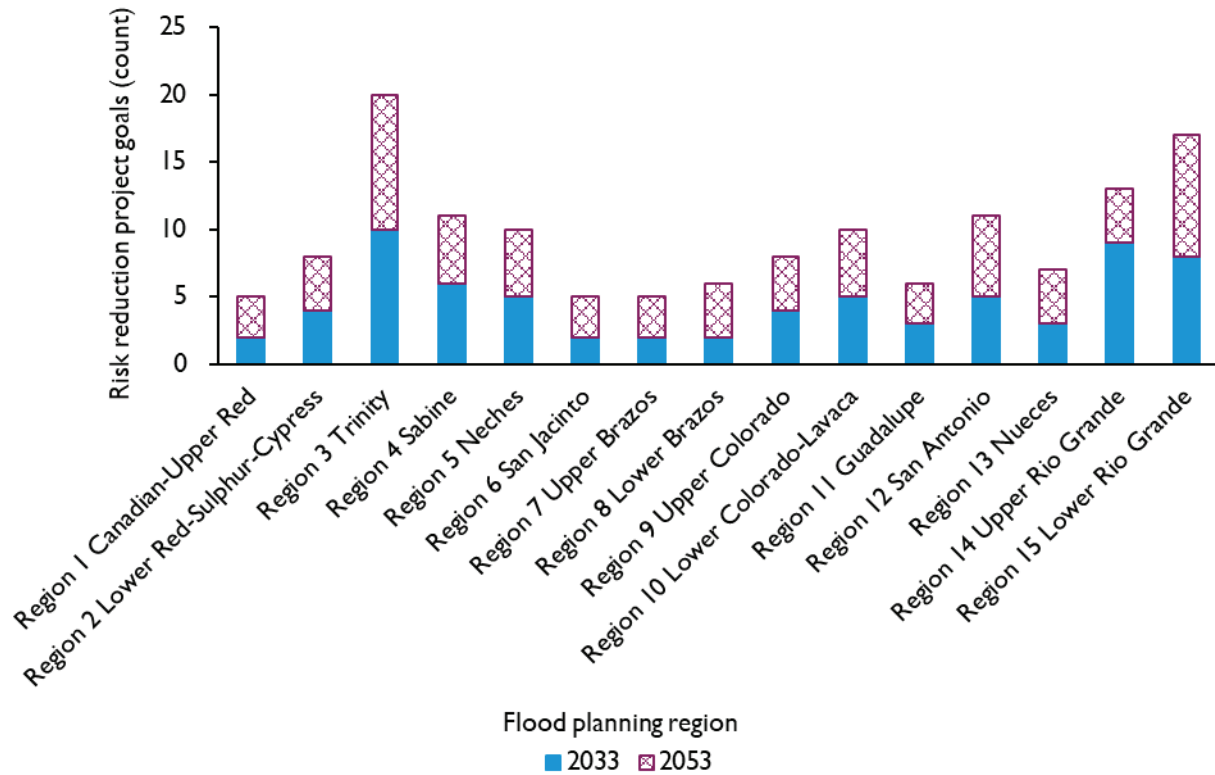 Risk reduction project goals (count)
25
20
15
10
5
0
Region 1 Canadian-Upper Red
Region 2 Lower Red-Sulphur-Cypress
Region 3 Trinity
Region 4 Sabine
Region 5 Neches
Region 6 San Jacinto
Region 7 Upper Brazos
Region 8 Lower Brazos
Region 9 Upper Colorado
Region 10 Lower Colorado-Lavaca
Region 11 Guadalupe
Region 12 San Antonio
Region 13 Nueces
Region 14 Upper Rio Grande
Region 15 Lower Rio Grande
Flood planning region
2033 2053